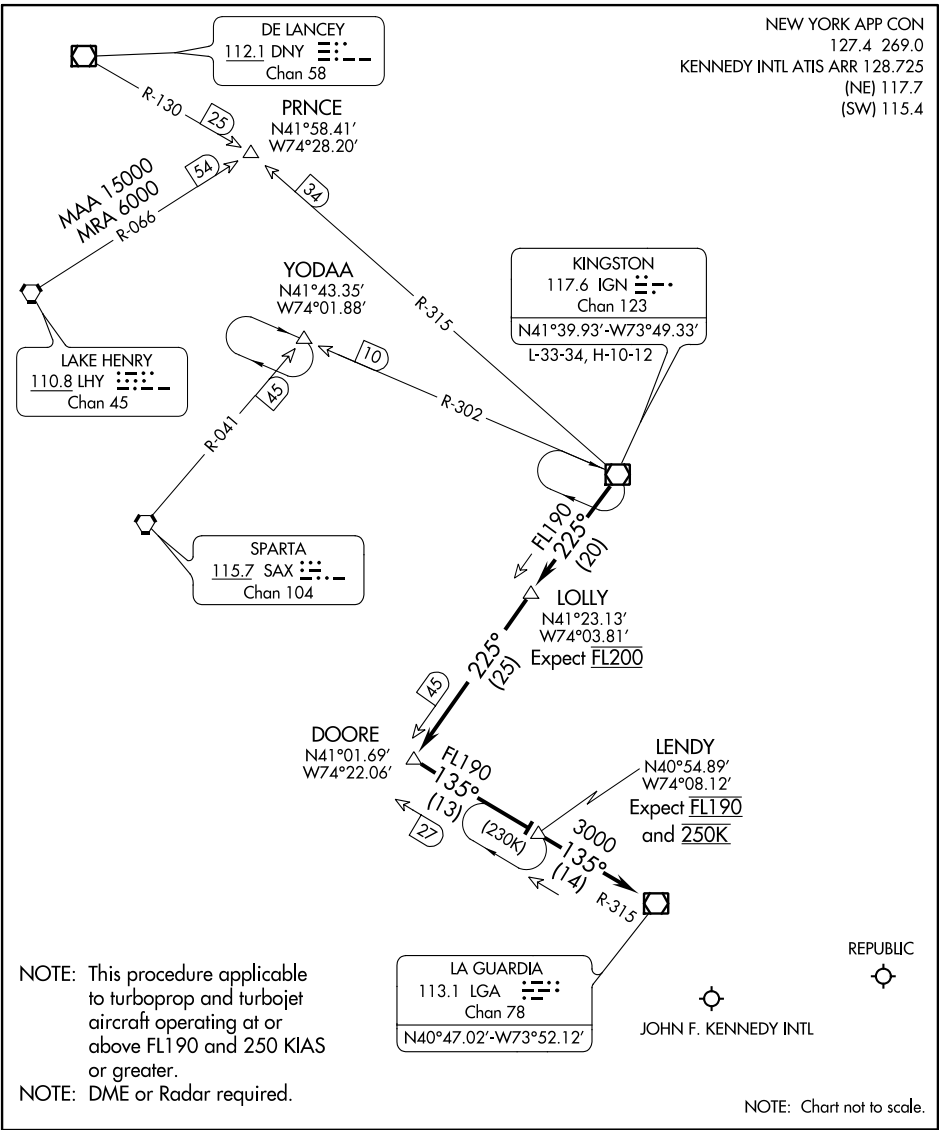 DE LANCEY
112.1 DNY
Chan 58
NEW YORK APP CON
127.4 269.0
KENNEDY INTL ATIS ARR 128.725
(NE) 117.7
(SW) 115.4
R-130
25
PRNCE
N41°58.41'
W74°28.20'
MAA 15000
MRA 6000
54
R-066
34
R-315
YODAA
N41°43.35'
W74°01.88'
KINGSTON
117.6 IGN
Chan 123
N41°39.93'-W73°49.33'
L-33-34, H-10-12
LAKE HENRY
110.8 LHY
Chan 45
10
R-302
45
R-041
SPARTA
115.7 SAX
Chan 104
FL190
225°
(20)
LOLLY
N41°23.13'
W74°03.81'
Expect FL200
225°
(25)
45
DOORE
N41°01.69'
W74°22.06'
FL190
135°
(13)
27
(230K)
LENDY
N40°54.89'
W74°08.12'
Expect FL190
and 250K
3000
135°
(14)
R-315
LA GUARDIA
113.1 LGA
Chan 78
N40°47.02'-W73°52.12'
REPUBLIC
JOHN F. KENNEDY INTL
NOTE: This procedure applicable
to turboprop and turbojet
aircraft operating at or
above FL190 and 250 KIAS
or greater.
NOTE: DME or Radar required.
NOTE: Chart not to scale.